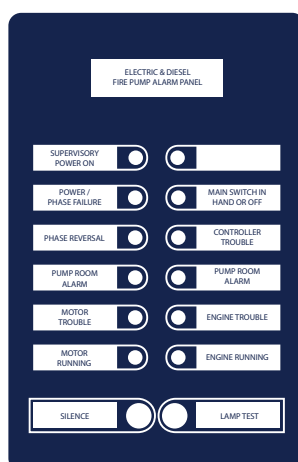 ELECTRIC & DIESEL
FIRE PUMP ALARM PANEL
SUPERVISORY
POWER ON
POWER /
PHASE FAILURE
MAIN SWITCH IN
HAND OR OFF
PHASE REVERSAL
CONTROLLER
TROUBLE
PUMP ROOM
ALARM
PUMP ROOM
ALARM
MOTOR
TROUBLE
ENGINE TROUBLE
MOTOR
RUNNING
ENGINE RUNNING
SILENCE
LAMP TEST